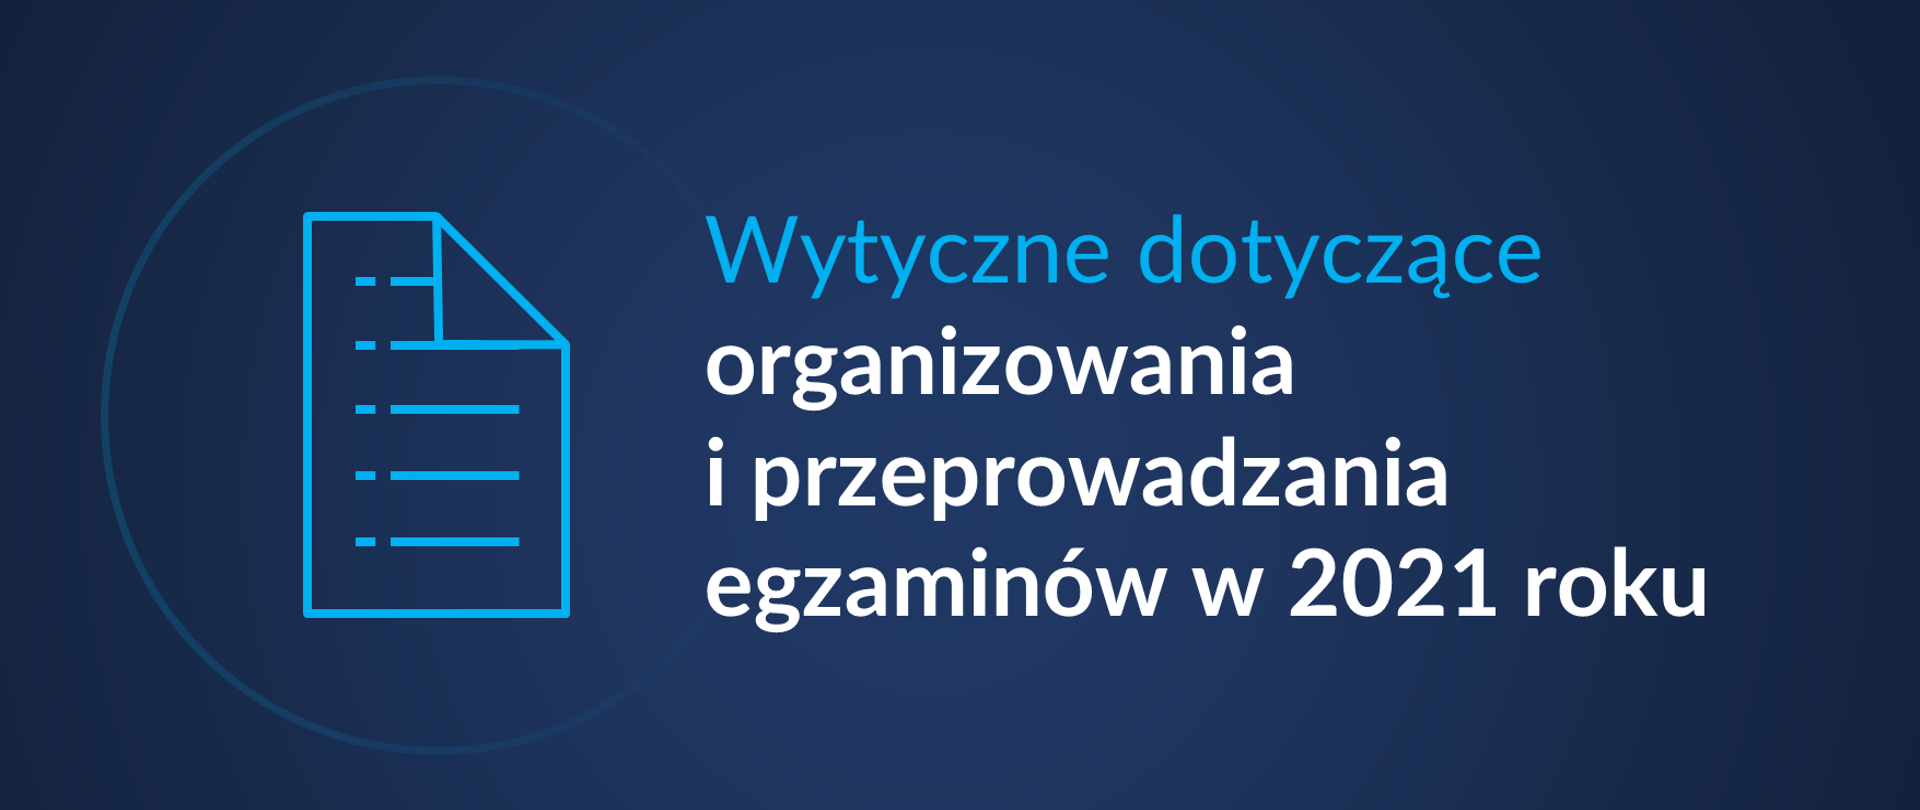 Wytyczne dotyczące
organizowania
i przeprowadzania
egzaminów w 2021 roku